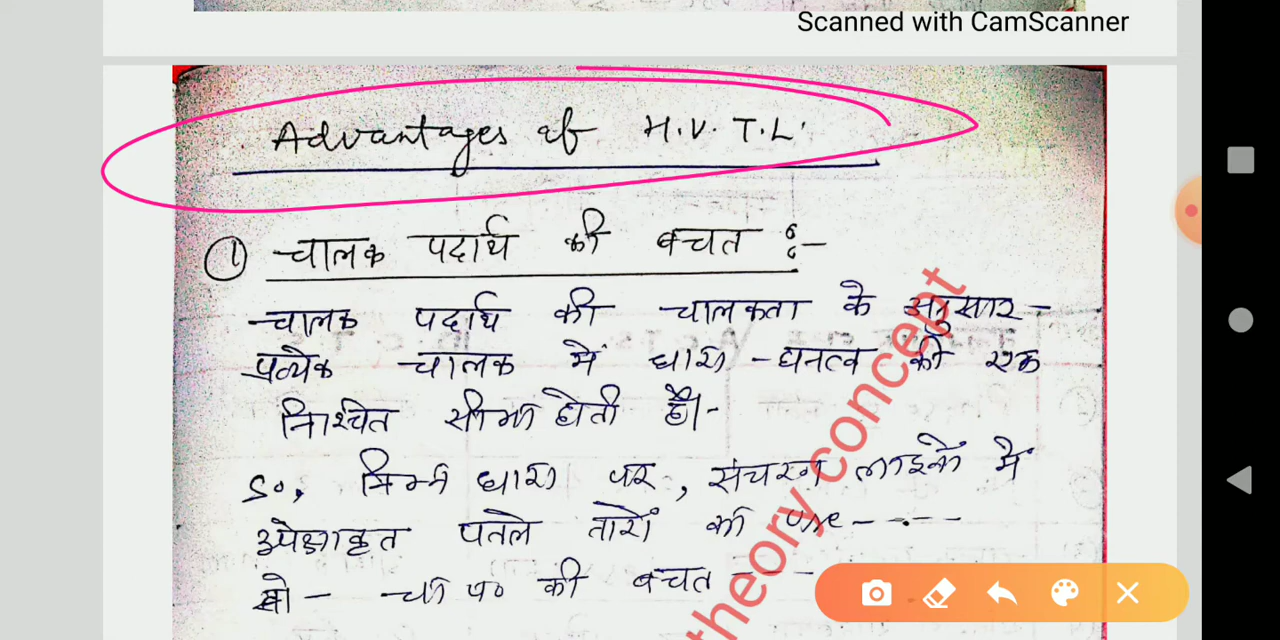 Scanned with CamScanner
Advantages of H.V.T.L.
① चालक पदार्थ की बचत :-
चालक पदार्थ की चालकता के अनुसार -
प्रत्येक चालक में धारा - घनत्व की एक
निश्चित सीमा होती है।-
So, निम्न धारा पर, संचरण लाइनों में
अपेक्षाकृत पतले तारों का use - - . - -
हो - चा० प० की बचत - - -
theory concept